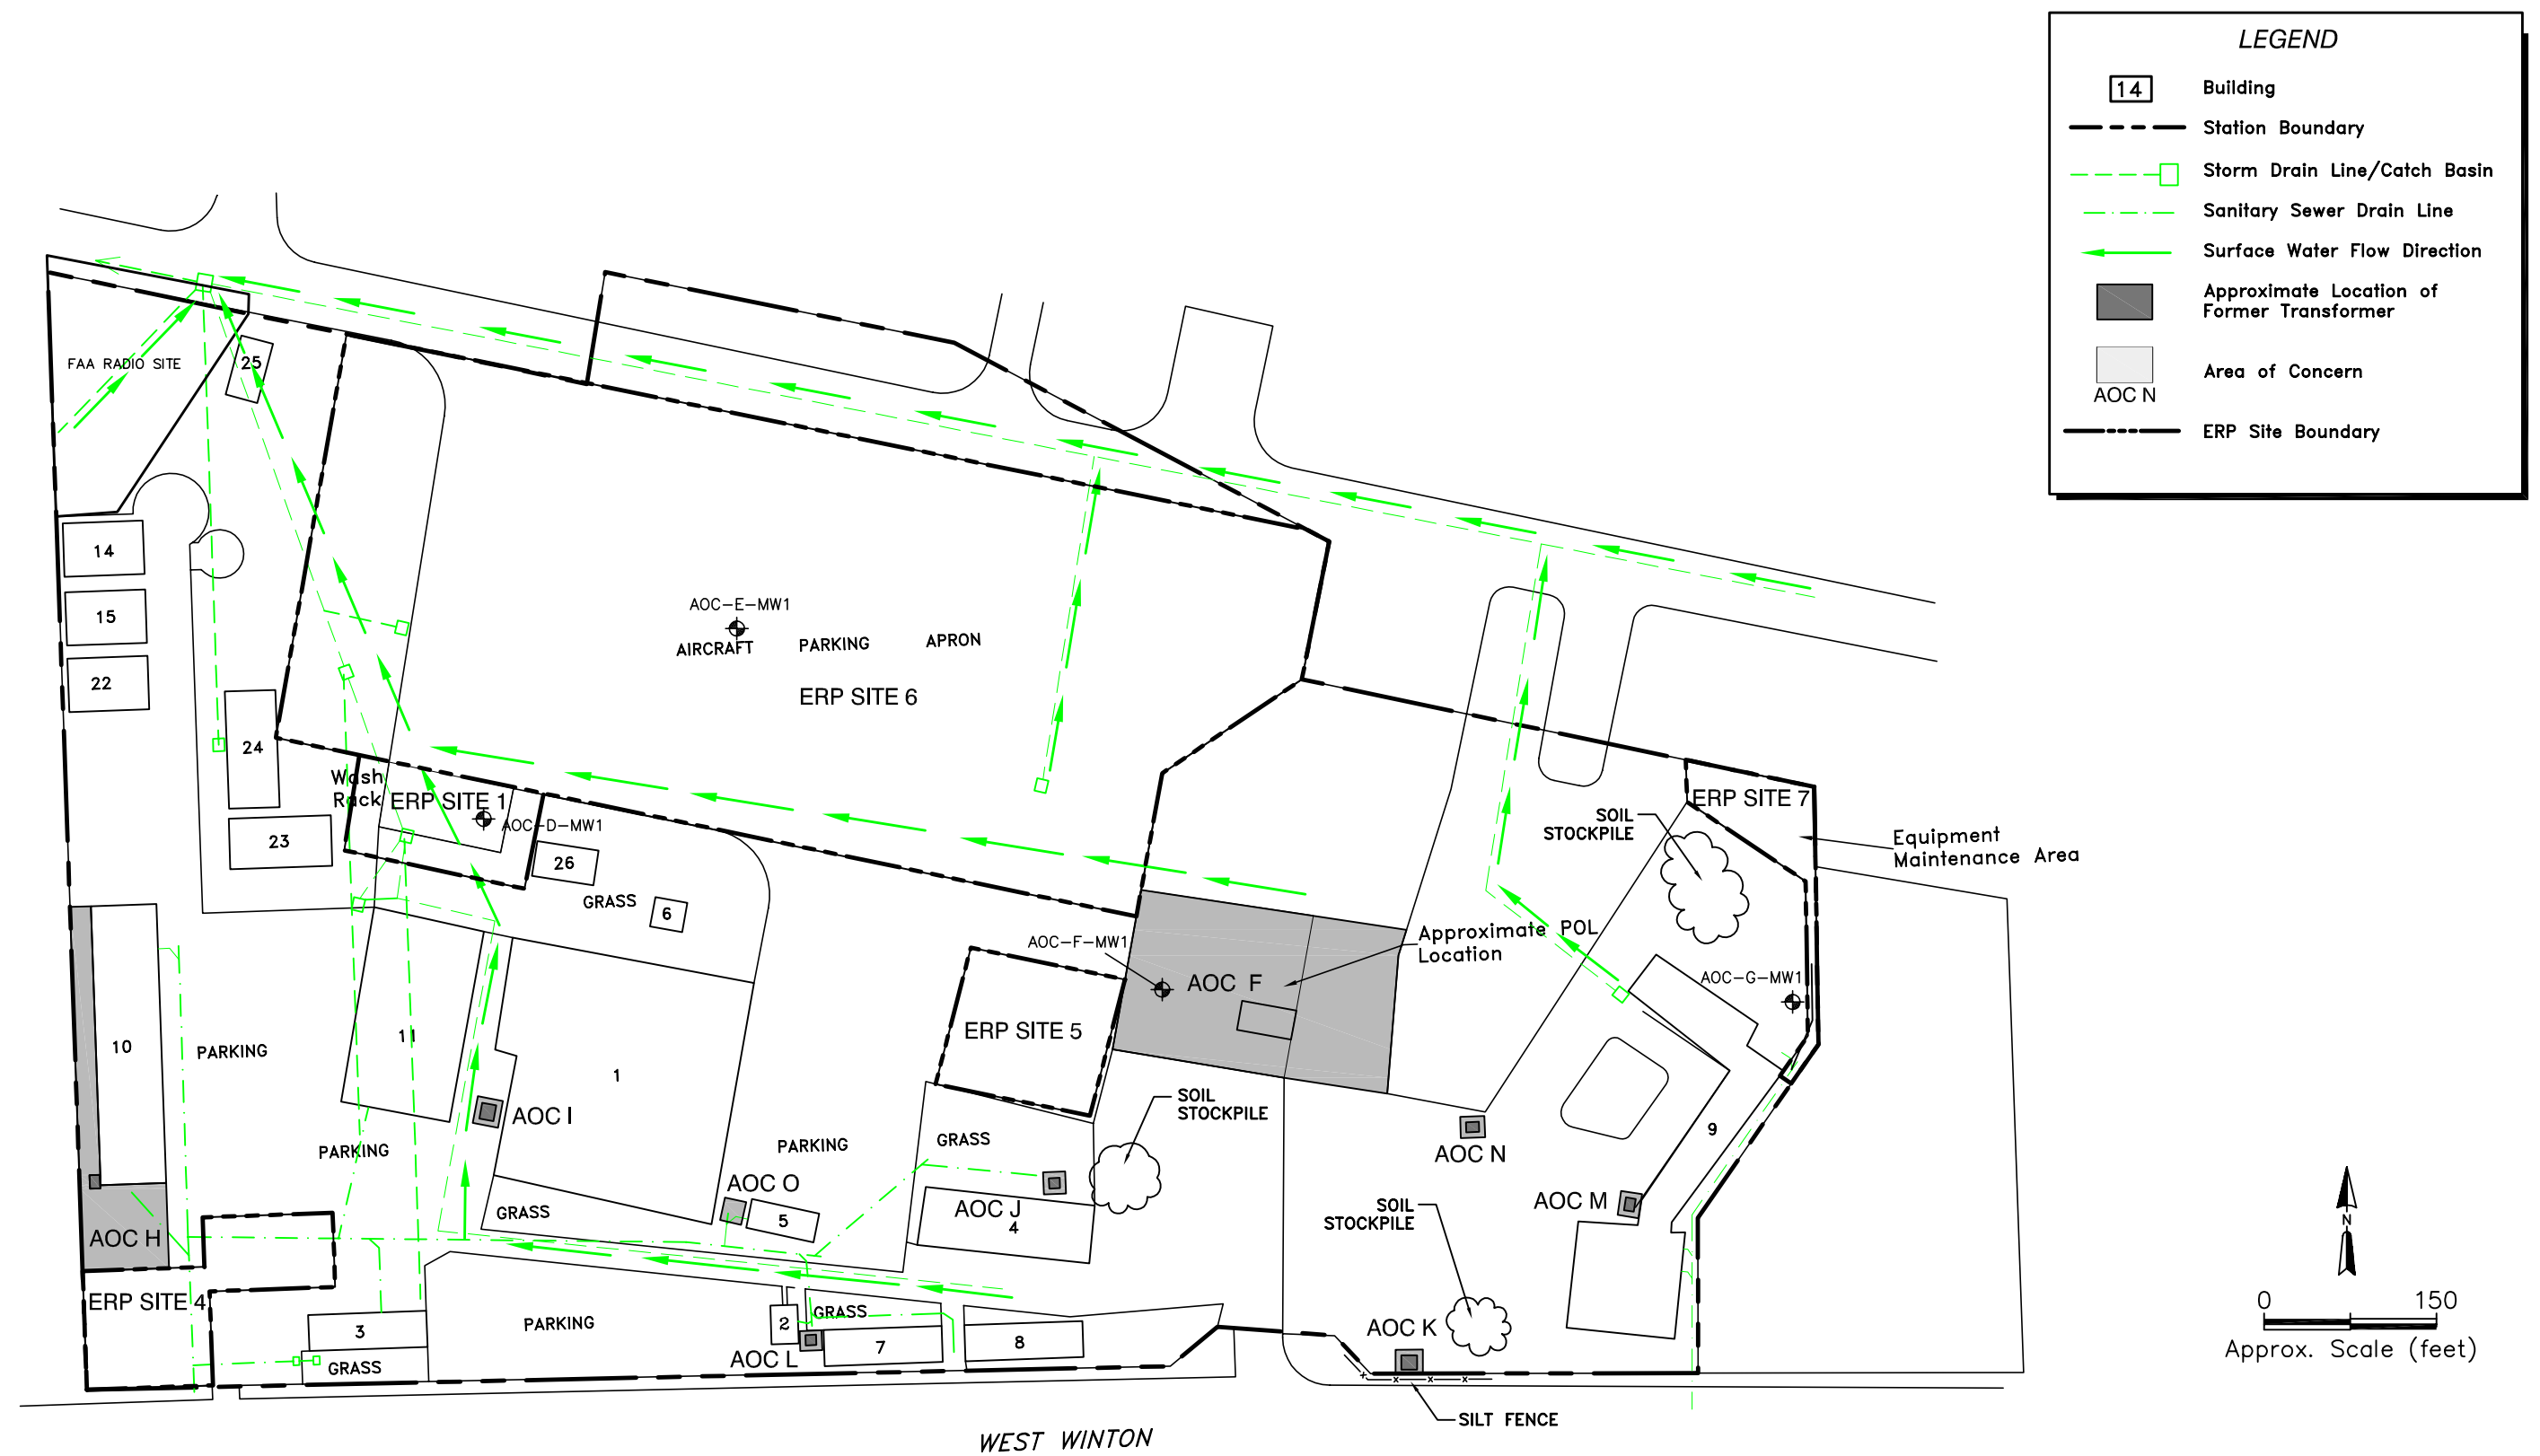 LEGEND
14
Building
Station Boundary
Storm Drain Line/Catch Basin
Sanitary Sewer Drain Line
Surface Water Flow Direction
Approximate Location of
Former Transformer
AOC N
Area of Concern
ERP Site Boundary
FAA RADIO SITE
25
14
15
22
24
23
AOC-E-MW1
AIRCRAFT PARKING APRON
ERP SITE 6
Wash
Rack
ERP SITE 1
AOC-D-MW1
26
GRASS
6
SOIL
STOCKPILE
ERP SITE 7
Equipment
Maintenance Area
AOC-F-MW1
AOC F
Approximate POL
Location
AOC-G-MW1
ERP SITE 5
10
PARKING
11
1
AOC I
PARKING
PARKING
GRASS
SOIL
STOCKPILE
AOC N
9
AOC H
AOC O
5
GRASS
AOC J
4
AOC M
SOIL
STOCKPILE
ERP SITE 4
3
GRASS
PARKING
2
GRASS
AOC L
7
8
AOC K
SILT FENCE
WEST WINTON
N
0 150
Approx. Scale (feet)